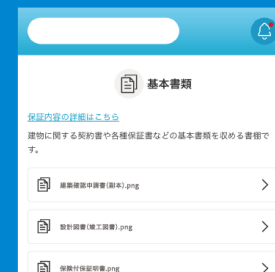 基本書類
保証内容の詳細はこちら
建物に関する契約書や各種保証書などの基本書類を収める書棚で
す。
建築確認申請書(副本).png
設計図書(竣工図書).png
保険付保証明書.png